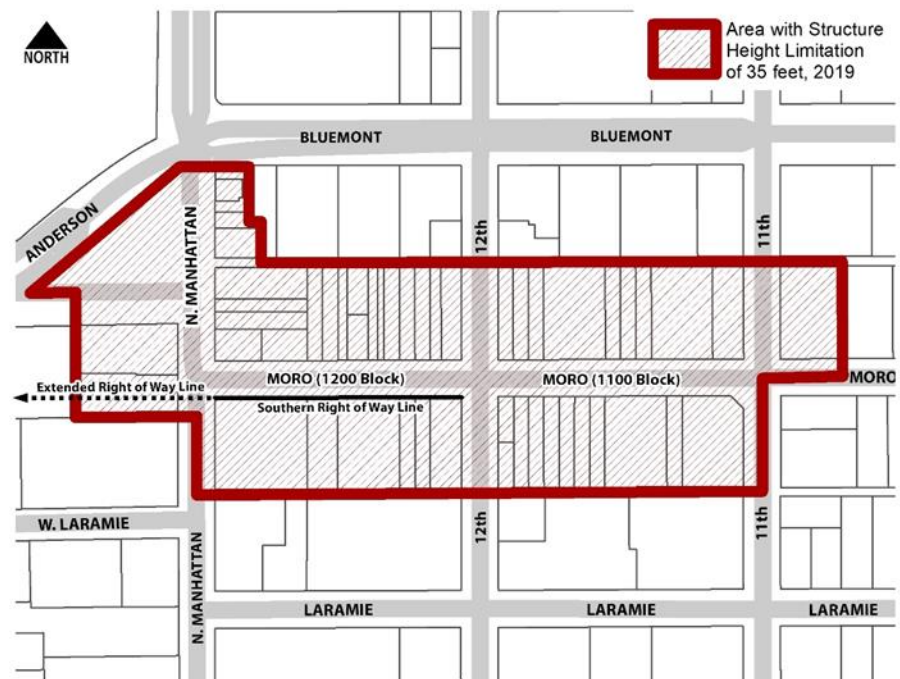 NORTH
Area with Structure
Height Limitation
of 35 feet, 2019
BLUEMONT
BLUEMONT
ANDERSON
N. MANHATTAN
12th
11th
MORO (1200 Block)
MORO (1100 Block)
MORO
Extended Right of Way Line
Southern Right of Way Line
W. LARAMIE
N. MANHATTAN
12th
11th
LARAMIE
LARAMIE
LARAMIE